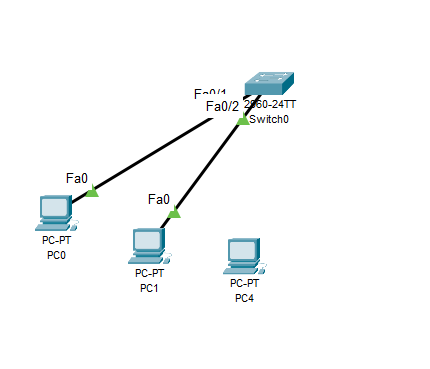 Fa0/1
Fa0/2
2960-24TT
Switch0
Fa0
Fa0
PC-PT
PC0
PC-PT
PC1
PC-PT
PC4